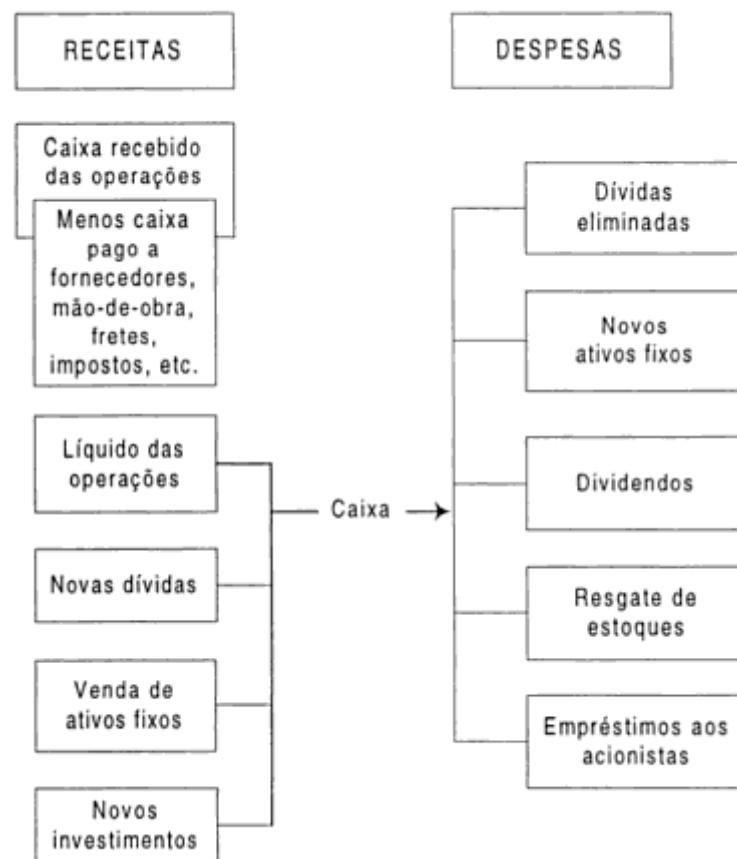 RECEITAS
Caixa recebido
das operações
Menos caixa
pago a
fornecedores,
mão-de-obra,
fretes,
impostos, etc.
Líquido das
operações
Novas dívidas
Venda de
ativos fixos
Novos
investimentos
Caixa
DESPESAS
Dívidas
eliminadas
Novos
ativos fixos
Dividendos
Resgate de
estoques
Empréstimos aos
acionistas